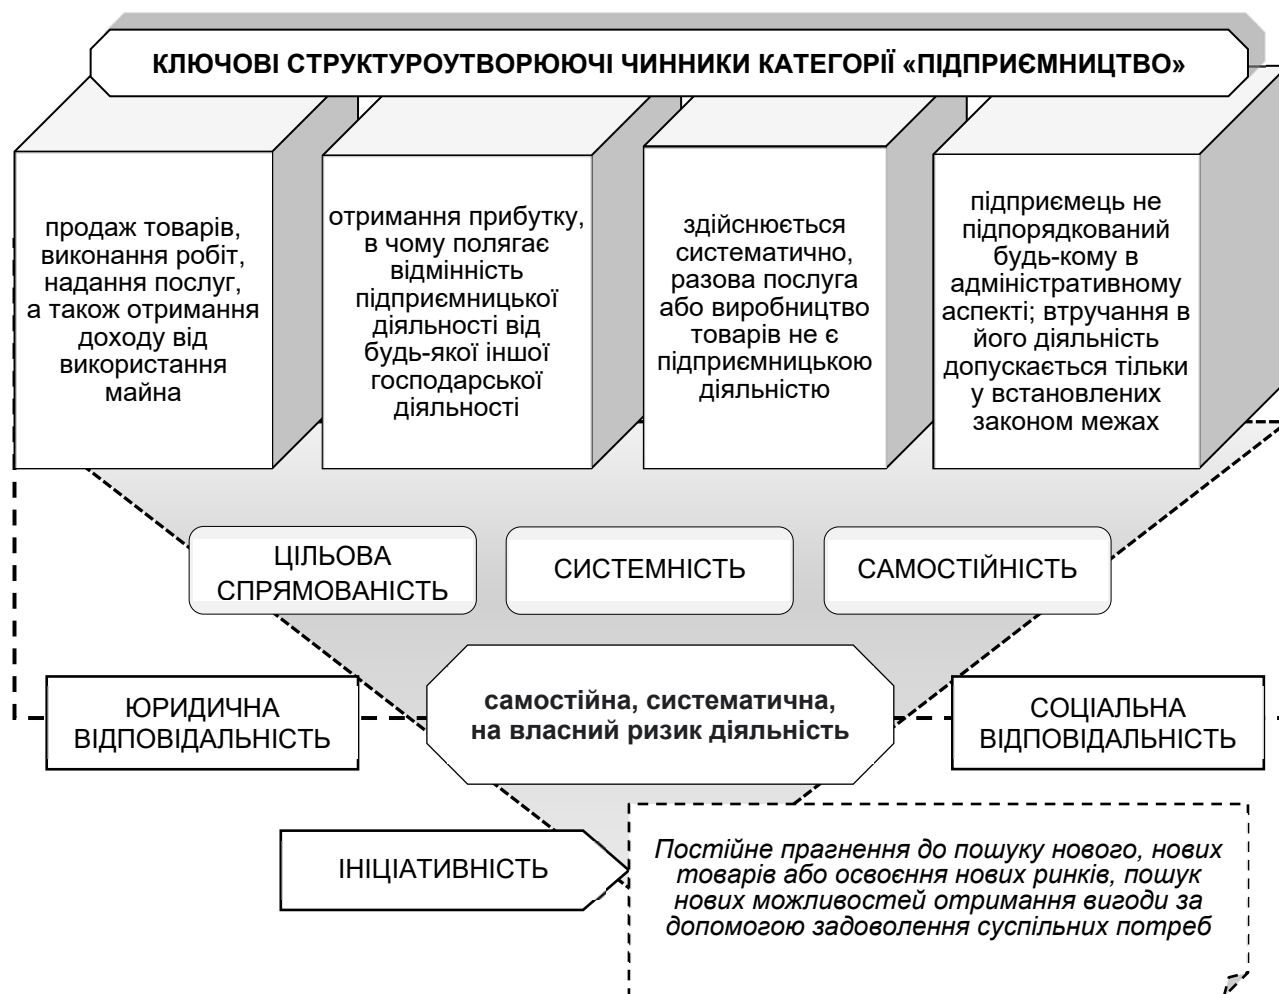 КЛЮЧОВІ СТРУКТУРОУТВОРЮЮЧІ ЧИННИКИ КАТЕГОРІЇ «ПІДПРИЄМНИЦТВО»
продаж товарів,
виконання робіт,
надання послуг,
а також отримання
доходу від
використання
майна
отримання прибутку,
в чому полягає
відмінність
підприємницької
діяльності від
будь-якої іншої
господарської
діяльності
здійснюється
систематично,
разова послуга
або виробництво
товарів не є
підприємницькою
діяльністю
підприємець не
підпорядкований
будь-кому в
адміністративному
аспекті; втручання в
його діяльність
допускається тільки
у встановлених
законом межах
ЦІЛЬОВА
СПРЯМОВАНІСТЬ
СИСТЕМНІСТЬ
САМОСТІЙНІСТЬ
ЮРИДИЧНА
ВІДПОВІДАЛЬНІСТЬ
самостійна, систематична,
на власний ризик діяльність
СОЦІАЛЬНА
ВІДПОВІДАЛЬНІСТЬ
ІНІЦІАТИВНІСТЬ
Постійне прагнення до пошуку нового, нових
товарів або освоєння нових ринків, пошук
нових можливостей отримання вигоди за
допомогою задоволення суспільних потреб